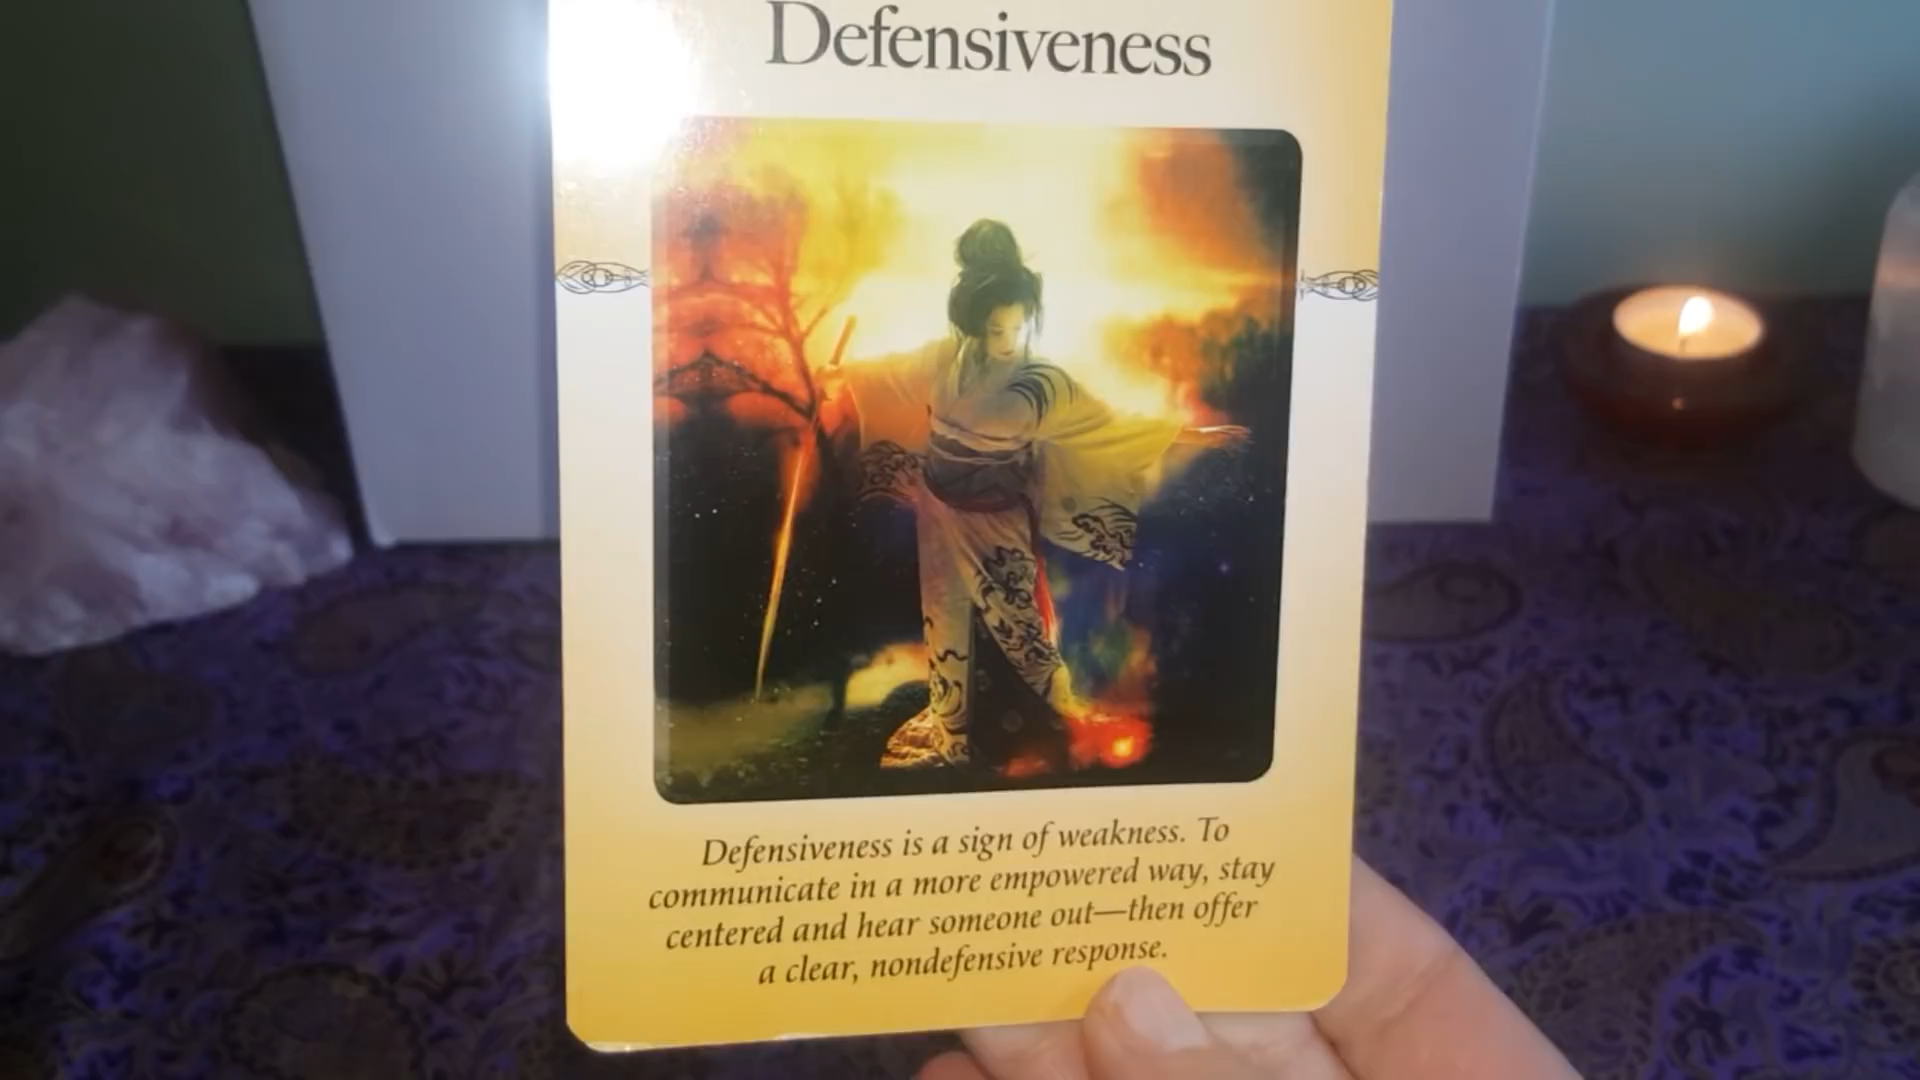 Defensiveness
Defensiveness is a sign of weakness. To
communicate in a more empowered way, stay
centered and hear someone out—then offer
a clear, nondefensive response.